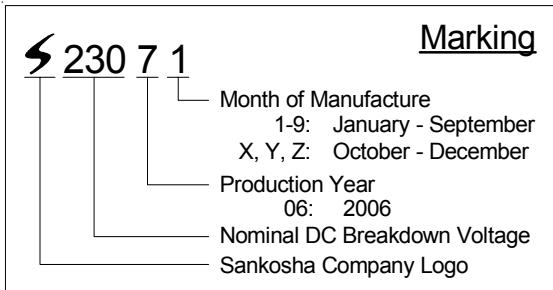 Marking
230 7 1
Month of Manufacture
1-9: January - September
X, Y, Z: October - December
Production Year
06: 2006
Nominal DC Breakdown Voltage
Sankosha Company Logo